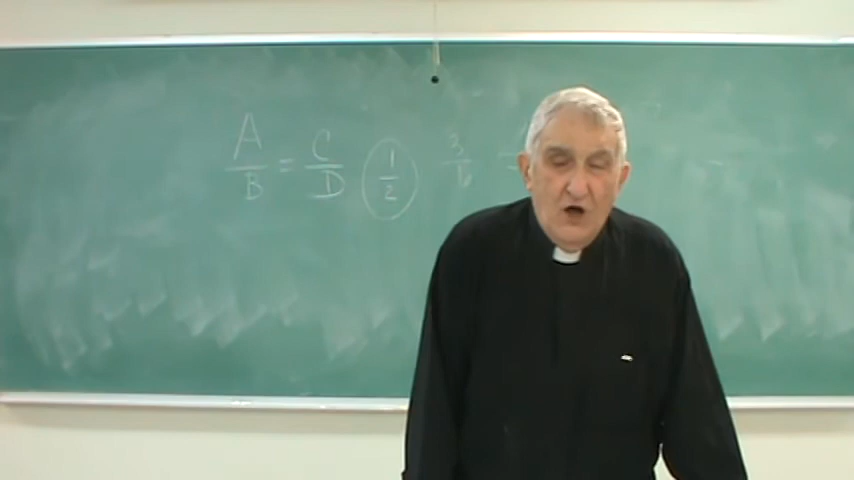 A/B = C/D 1/2 3/6